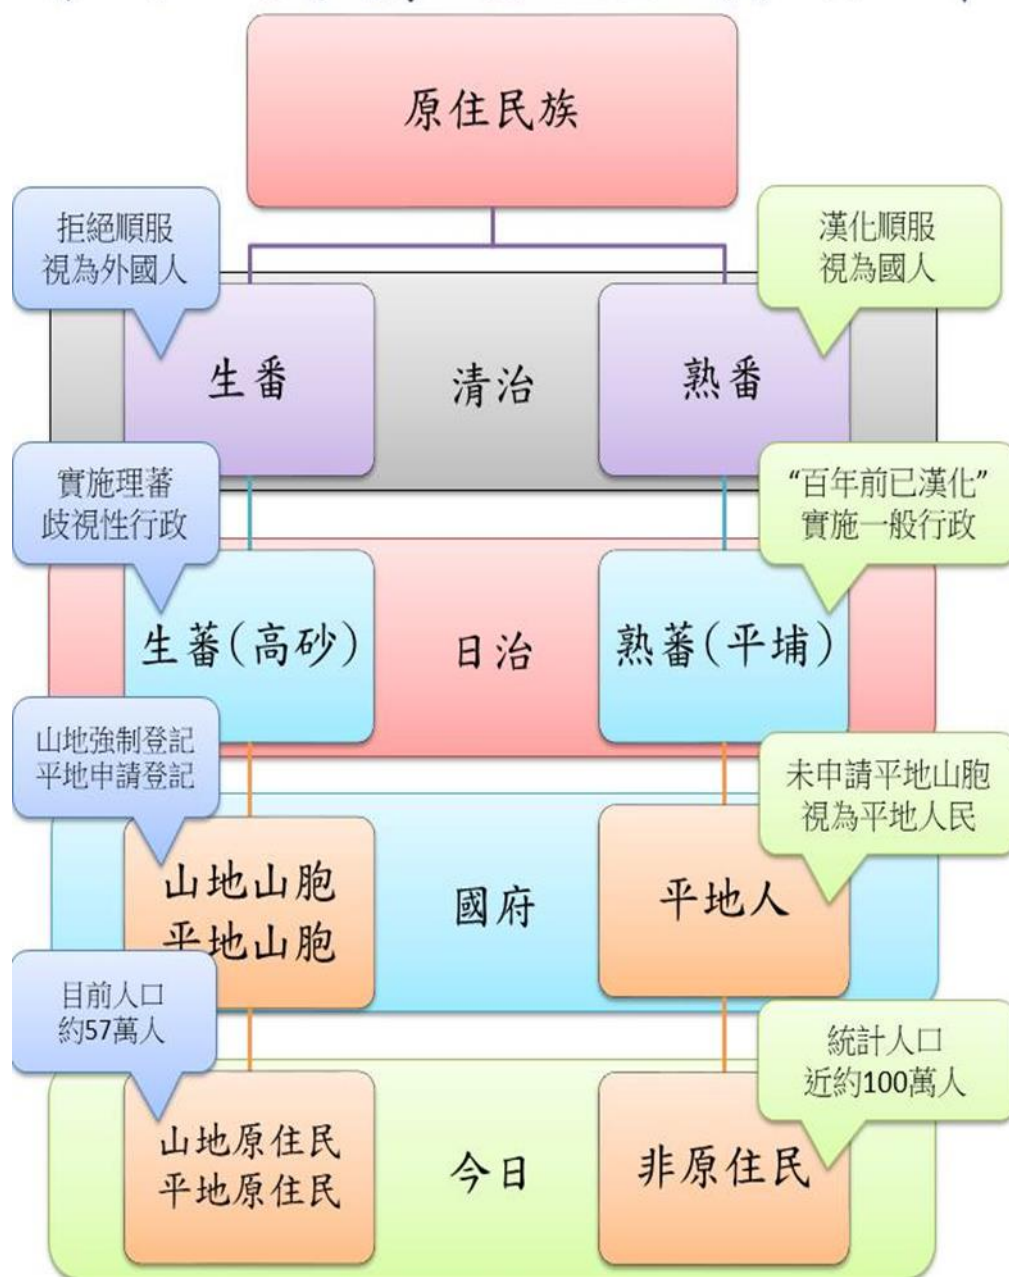 原住民族
拒絕順服
視為外國人
漢化順服
視為國人
生番
清治
熟番
實施理蕃
歧視性行政
“百年前已漢化”
實施一般行政
生蕃(高砂)
日治
熟蕃(平埔)
山地強制登記
平地申請登記
未申請平地山胞
視為平地人民
山地山胞
平地山胞
國府
平地人
目前人口
約57萬人
統計人口
近約100萬人
山地原住民
平地原住民
今日
非原住民